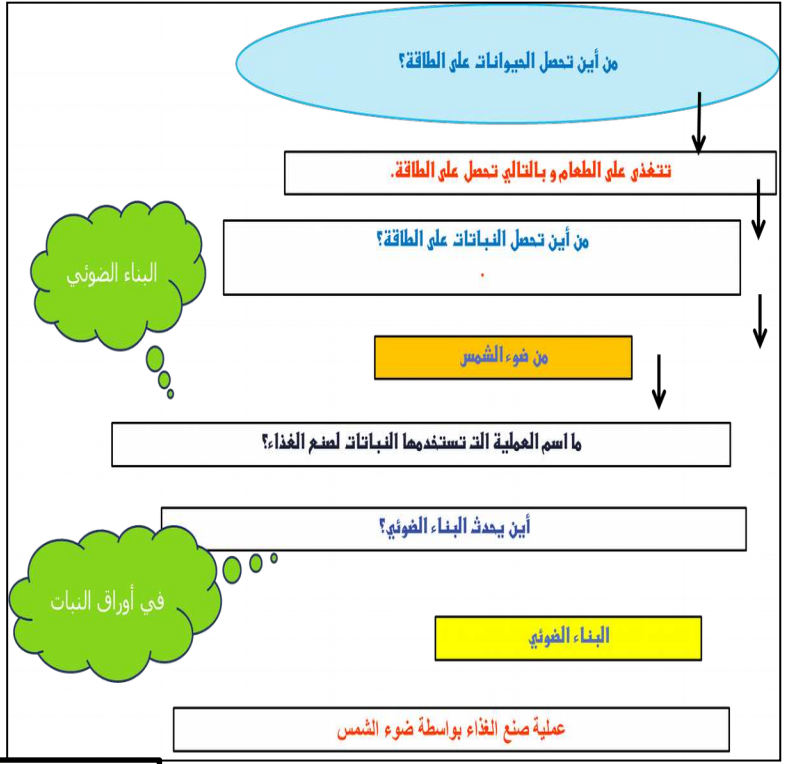 من أين تحصل الحيوانات على الطاقة؟
تتغذى على الطعام و بالتالي تحصل على الطاقة.
من أين تحصل النباتات على الطاقة؟
.
البناء الضوئي
من ضوء الشمس
ما اسم العملية الت تستخدمها النباتات لصنع الغذاء؟
أين يحدث البناء الضوئي؟
في أوراق النبات
البناء الضوئي
عملية صنع الغذاء بواسطة ضوء الشمس